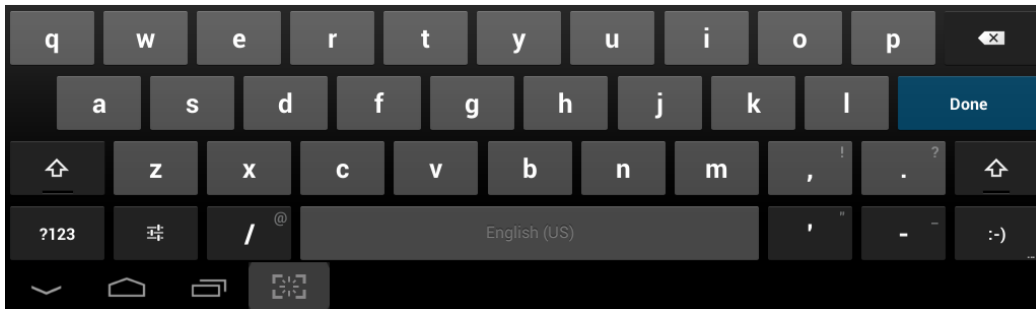 q w e r t y u i o p
a s d f g h j k l Done
z x c v b n m , ! . ?
?123 / @ English (US) ' " - _ :-) ...